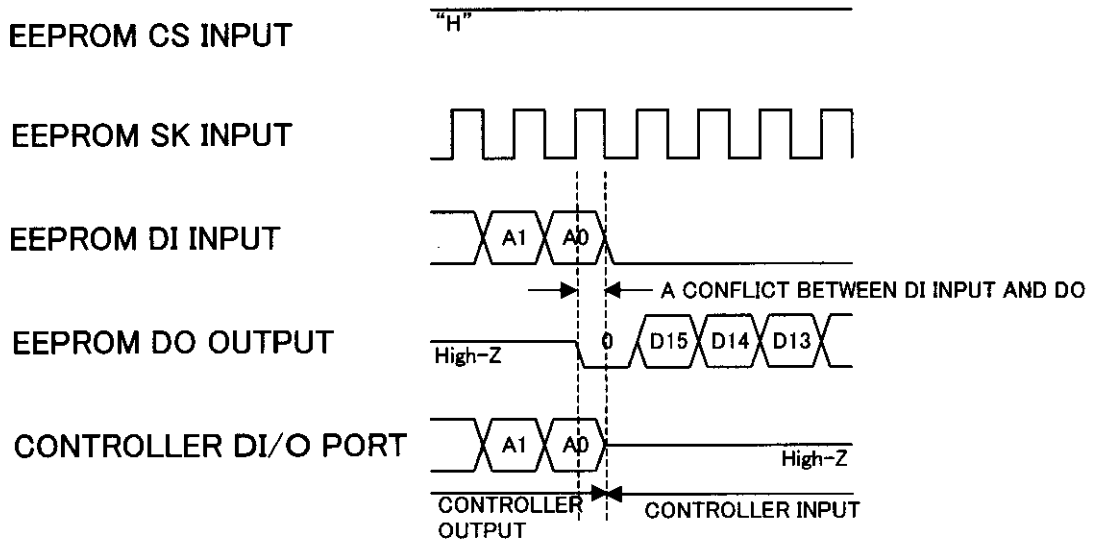 EEPROM CS INPUT
"H"
EEPROM SK INPUT
EEPROM DI INPUT
A1 A0
A CONFLICT BETWEEN DI INPUT AND DO
EEPROM DO OUTPUT
High-Z
0 D15 D14 D13
CONTROLLER DI/O PORT
A1 A0
High-Z
CONTROLLER OUTPUT
CONTROLLER INPUT